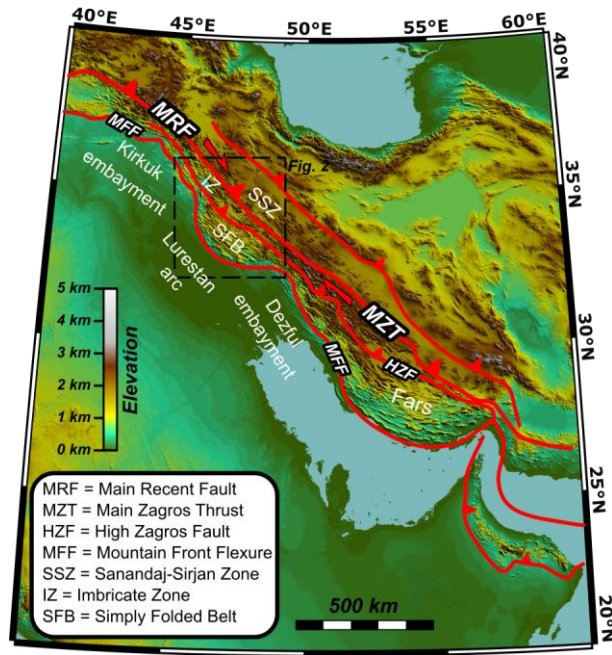 40°E
45°E
50°E
55°E
60°E
40°N
35°N
30°N
20°N
25°N
MRF
MFF
Kirkuk
embayment
IZ
SSZ
Fig. 2
SFB
Lurestan
arc
Dezful
embayment
MZT
MFF
HZF
Fars
5 km
4 km
3 km
2 km
1 km
0 km
Elevation
MRF = Main Recent Fault
MZT = Main Zagros Thrust
HZF = High Zagros Fault
MFF = Mountain Front Flexure
SSZ = Sanandaj-Sirjan Zone
IZ = Imbricate Zone
SFB = Simply Folded Belt
500 km